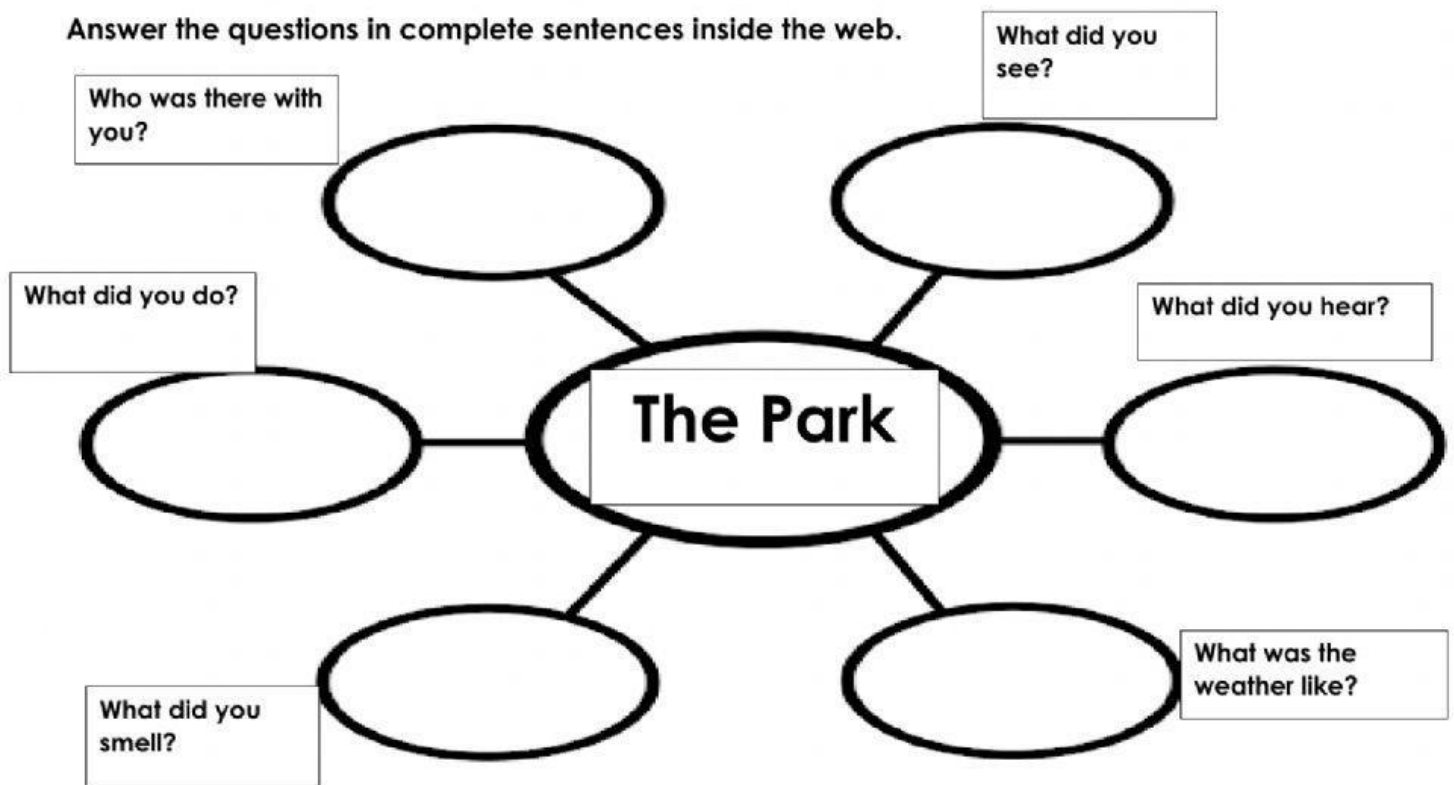 Answer the questions in complete sentences inside the web.
What did you
see?
Who was there with
you?
What did you do?
What did you hear?
The Park
What was the
weather like?
What did you
smell?